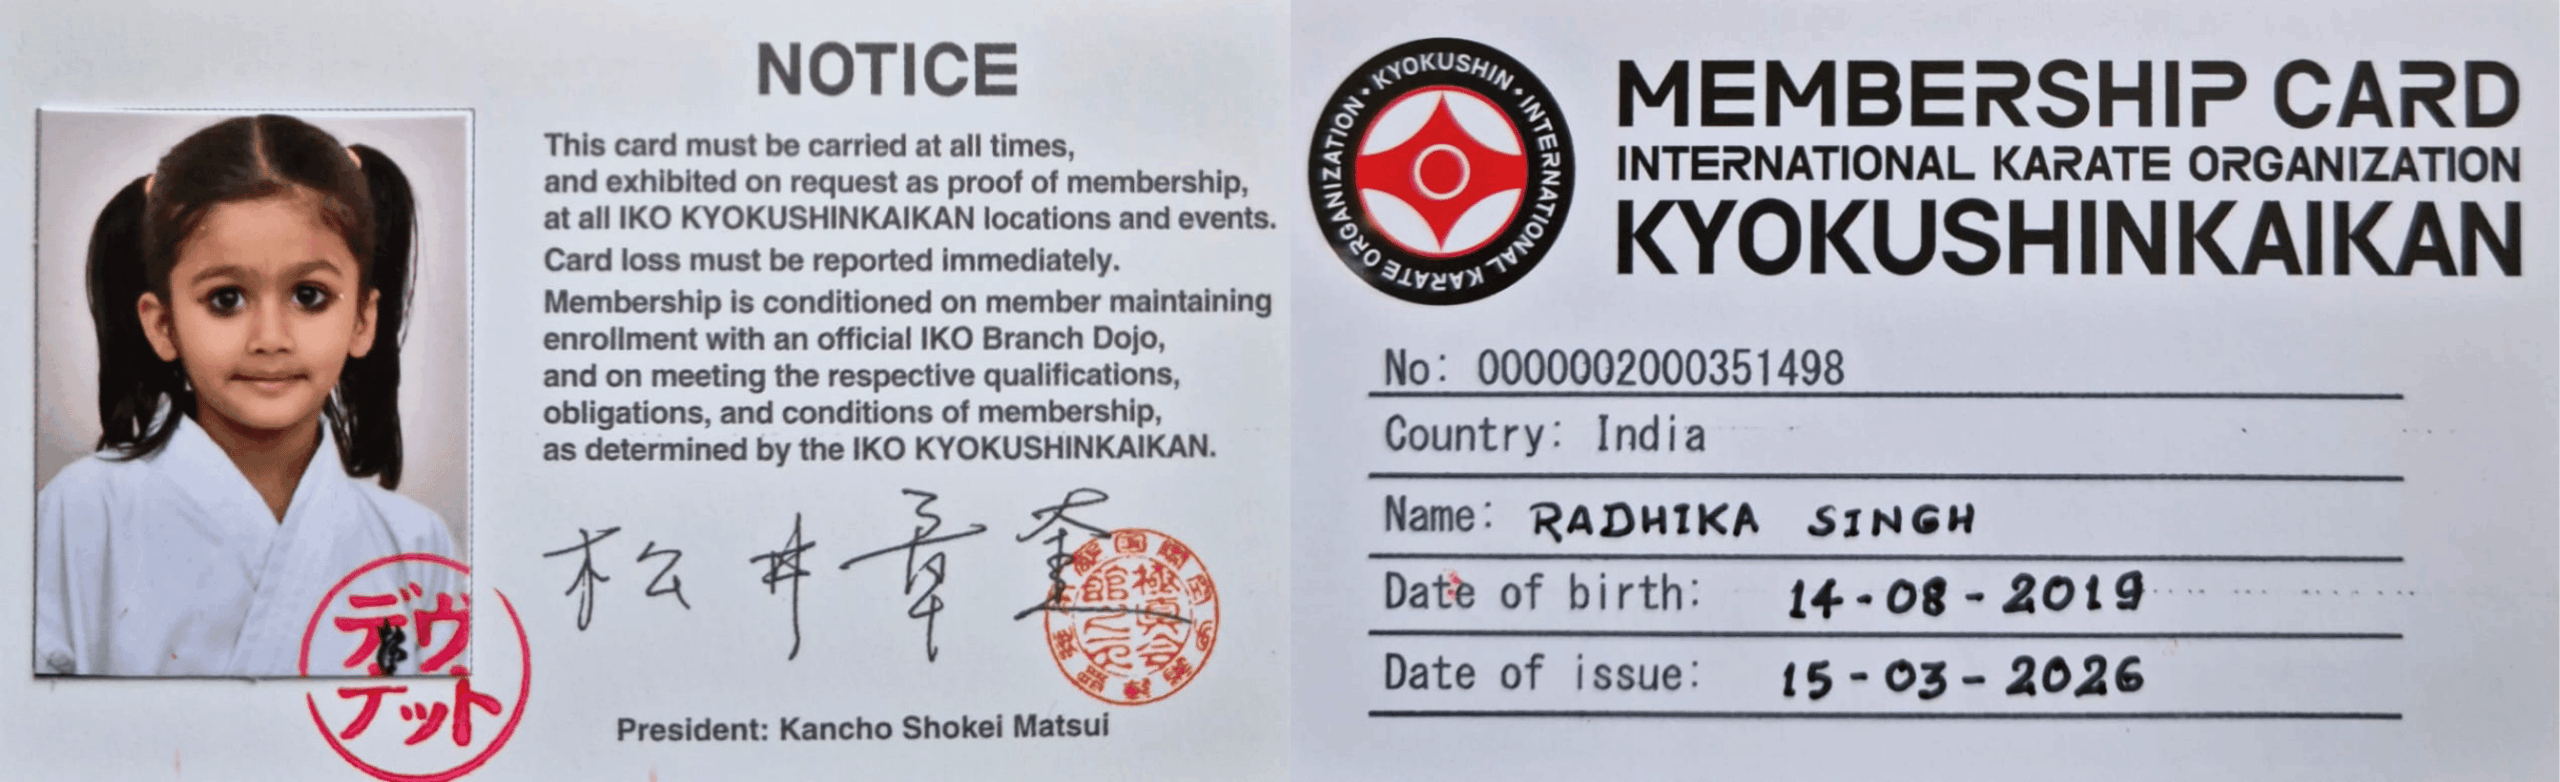 NOTICE
This card must be carried at all times,
and exhibited on request as proof of membership,
at all IKO KYOKUSHINKAIKAN locations and events.
Card loss must be reported immediately.
Membership is conditioned on member maintaining
enrollment with an official IKO Branch Dojo,
and on meeting the respective qualifications,
obligations, and conditions of membership,
as determined by the IKO KYOKUSHINKAIKAN.
松井章奎
President: Kancho Shokei Matsui
デヴ
ナット
KYOKUSHIN • INTERNATIONAL KARATE ORGANIZATION •
MEMBERSHIP CARD
INTERNATIONAL KARATE ORGANIZATION
KYOKUSHINKAIKAN
No: 0000002000351498
Country: India
Name: RADHIKA SINGH
Date of birth: 14-08-2019
Date of issue: 15-03-2026